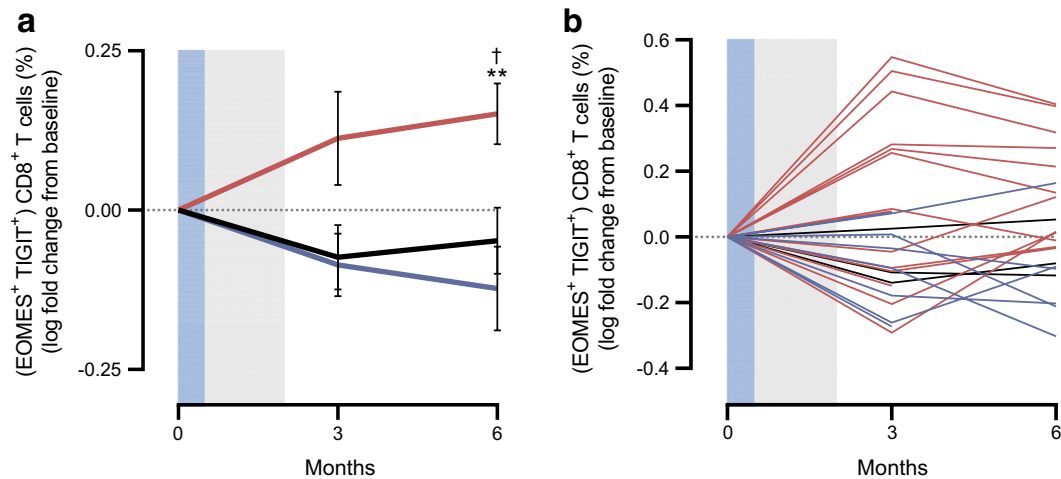 a
(EOMES⁺ TIGIT⁺) CD8⁺ T cells (%)
(log fold change from baseline)
0.25
0.00
-0.25
†
**
0
3
6
Months
b
(EOMES⁺ TIGIT⁺) CD8⁺ T cells (%)
(log fold change from baseline)
0.6
0.4
0.2
0.0
-0.2
-0.4
0
3
6
Months